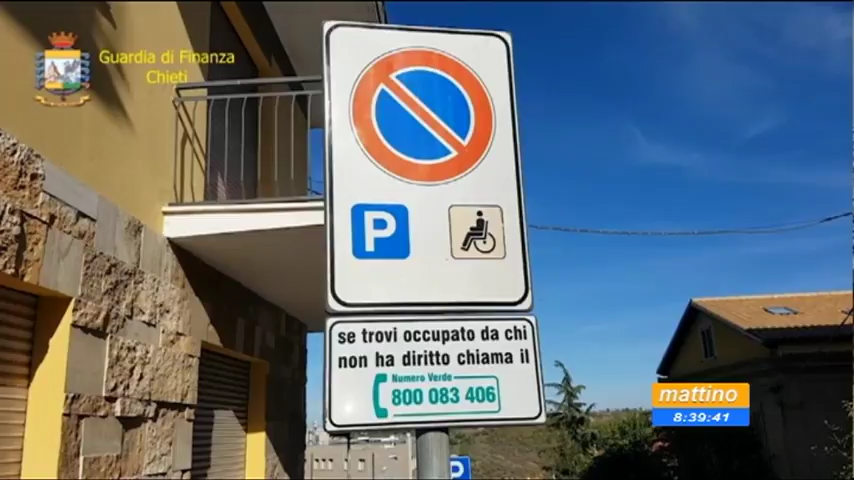 Guardia di Finanza
Chieti
P
se trovi occupato da chi
non ha diritto chiama il
Numero Verde
800 083 406
mattino
8:39:41
P